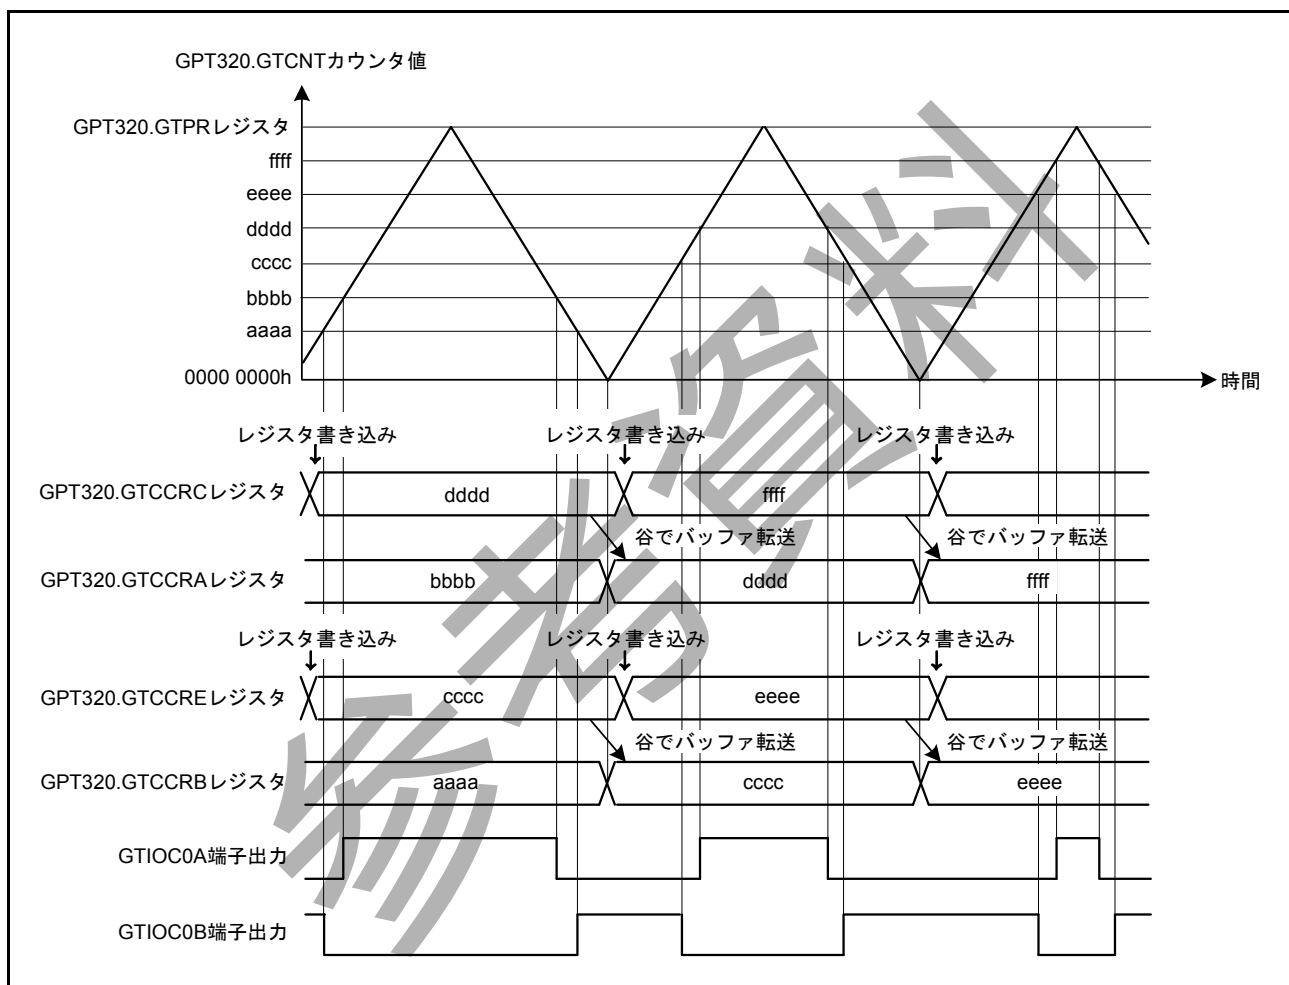 GPT320.GTCNTカウンタ値
GPT320.GTPRレジスタ
ffff
eeee
dddd
cccc
bbbb
aaaa
0000 0000h
時間
レジスタ書き込み レジスタ書き込み レジスタ書き込み
GPT320.GTCCRCレジスタ dddd ffff
谷でバッファ転送 谷でバッファ転送
GPT320.GTCCRAレジスタ bbbb dddd ffff
レジスタ書き込み レジスタ書き込み レジスタ書き込み
GPT320.GTCCREレジスタ cccc eeee
谷でバッファ転送 谷でバッファ転送
GPT320.GTCCRBレジスタ aaaa cccc eeee
GTIOC0A端子出力
GTIOC0B端子出力
参考資料